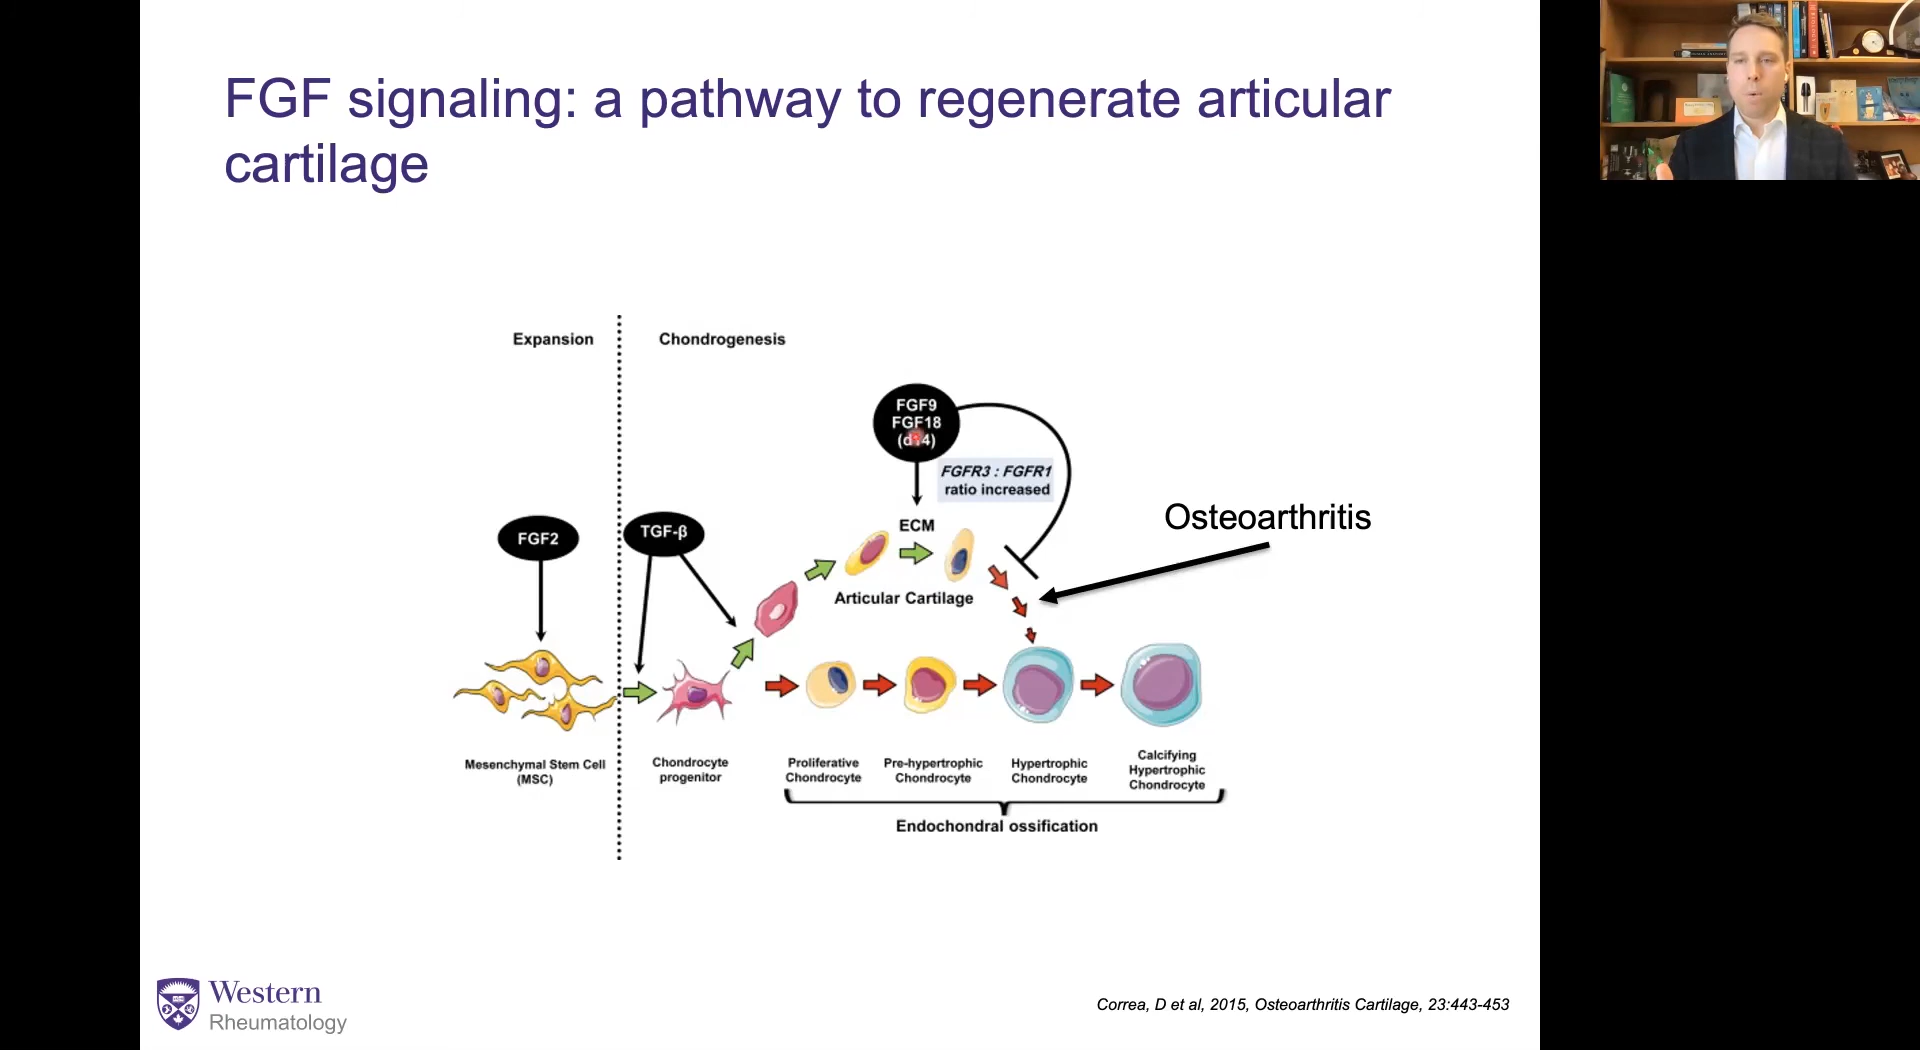 FGF signaling: a pathway to regenerate articular
cartilage
Expansion
Chondrogenesis
FGF9
FGF18
(d14)
FGFR3 : FGFR1
ratio increased
Osteoarthritis
ECM
FGF2
TGF-β
Articular Cartilage
Mesenchymal Stem Cell
(MSC)
Chondrocyte
progenitor
Proliferative
Chondrocyte
Pre-hypertrophic
Chondrocyte
Hypertrophic
Chondrocyte
Calcifying
Hypertrophic
Chondrocyte
Endochondral ossification
Western
Rheumatology
Correa, D et al, 2015, Osteoarthritis Cartilage, 23:443-453